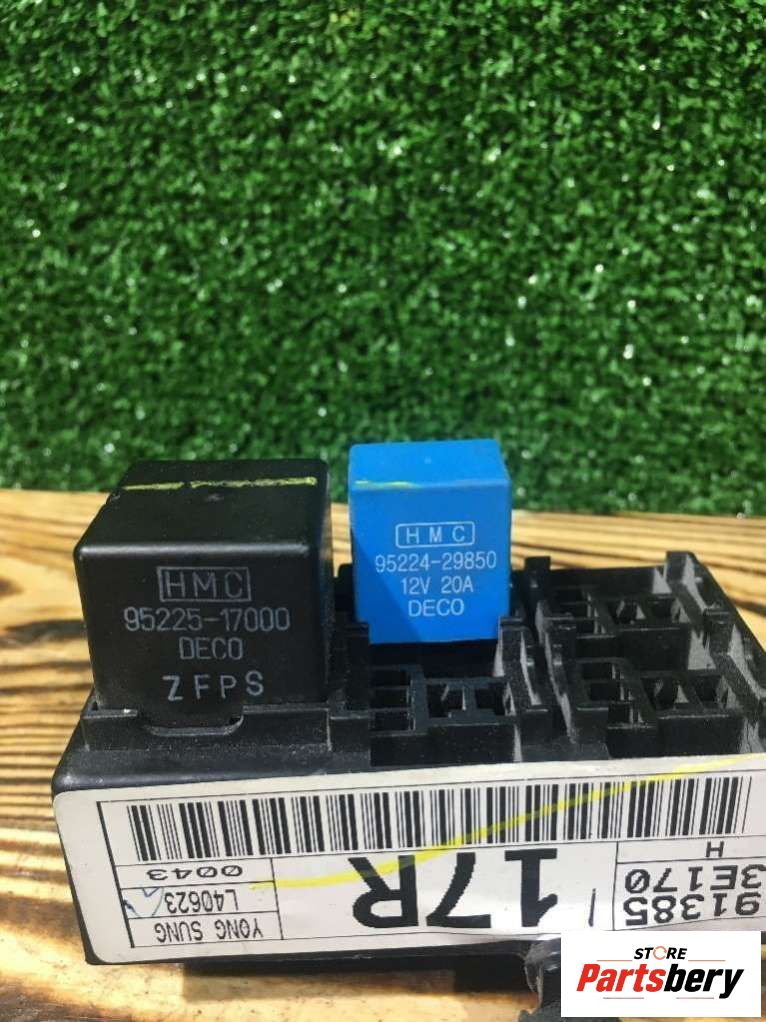 HMC
95225-17000
DECO
ZFPS
HMC
95224-29850
12V 20A
DECO
YONG SUNG
L40623
0043
17R
91385
3E170
H
STORE
Partsbery